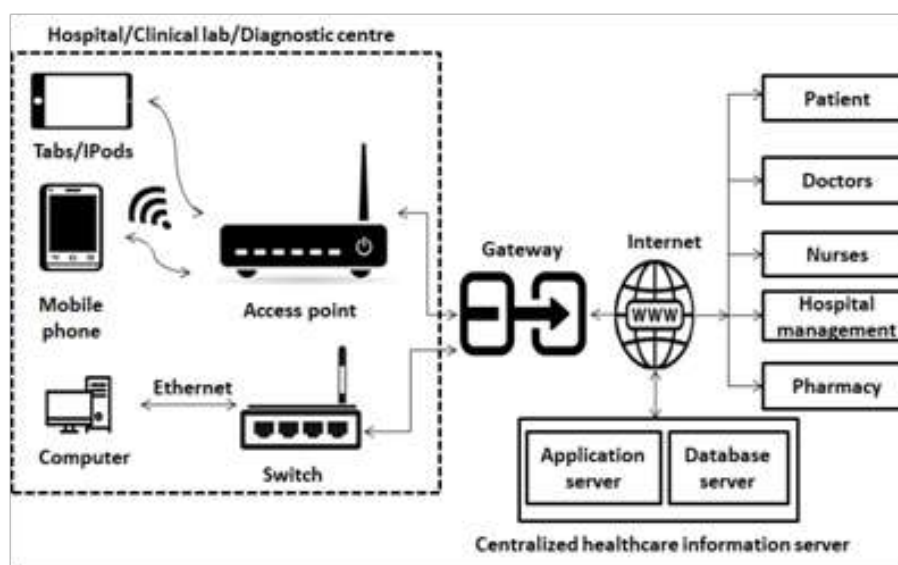 Hospital/Clinical lab/Diagnostic centre
Tabs/IPods
Mobile
phone
Access point
Ethernet
Computer
Switch
Gateway
Internet
WWW
Patient
Doctors
Nurses
Hospital
management
Pharmacy
Application
server
Database
server
Centralized healthcare information server